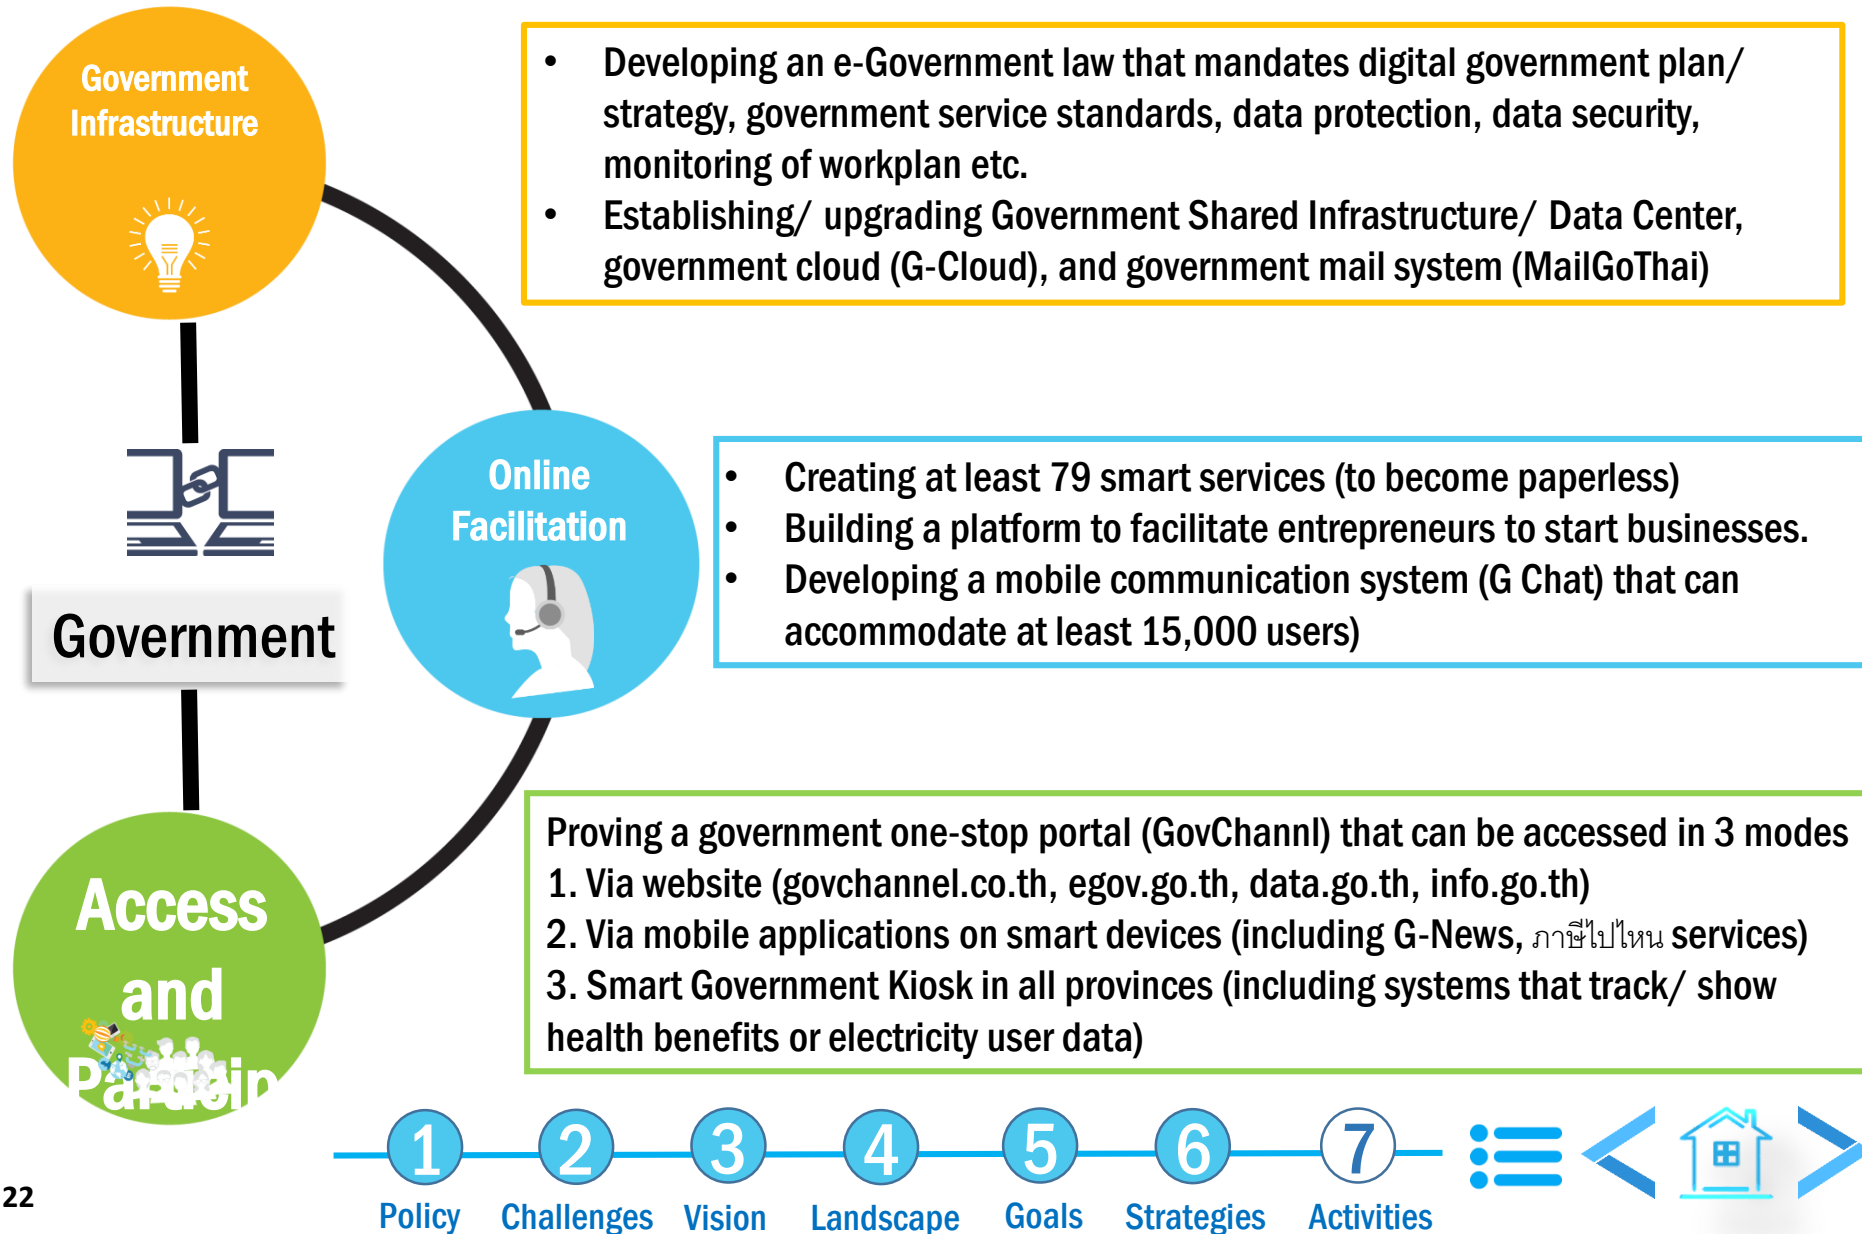 Government
Infrastructure
• Developing an e-Government law that mandates digital government plan/
strategy, government service standards, data protection, data security,
monitoring of workplan etc.
• Establishing/ upgrading Government Shared Infrastructure/ Data Center,
government cloud (G-Cloud), and government mail system (MailGoThai)
Online
Facilitation
• Creating at least 79 smart services (to become paperless)
• Building a platform to facilitate entrepreneurs to start businesses.
• Developing a mobile communication system (G Chat) that can
accommodate at least 15,000 users)
Government
Access
and
Proving a government one-stop portal (GovChannl) that can be accessed in 3 modes
1. Via website (govchannel.co.th, egov.go.th, data.go.th, info.go.th)
2. Via mobile applications on smart devices (including G-News, ภาษีไปไหน services)
3. Smart Government Kiosk in all provinces (including systems that track/ show
health benefits or electricity user data)
1 2 3 4 5 6 7
Policy Challenges Vision Landscape Goals Strategies Activities
22